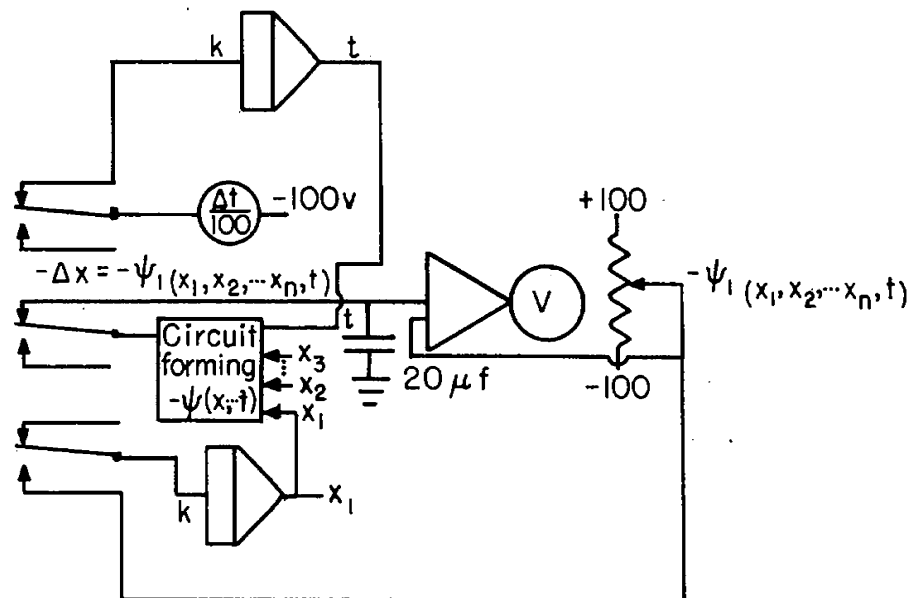 k
t
Δt
100
-100v
+100
-Δx = -ψ₁(x₁, x₂, ... xₙ, t)
-ψ₁(x₁, x₂, ... xₙ, t)
V
t
Circuit
forming
-ψ(x,...t)
x₃
x₂
x₁
20 μf
-100
k
x₁